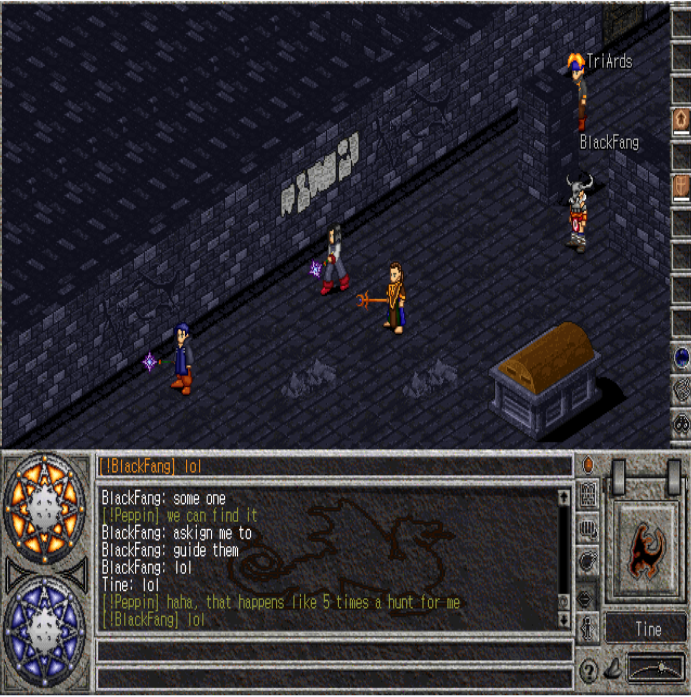 TriArds
BlackFang
[!BlackFang] lol
BlackFang: some one
[!Peppin] we can find it
BlackFang: askign me to
BlackFang: guide them
BlackFang: lol
Tine: lol
[!Peppin] haha, that happens like 5 times a hunt for me
[!BlackFang] lol
Tine
?